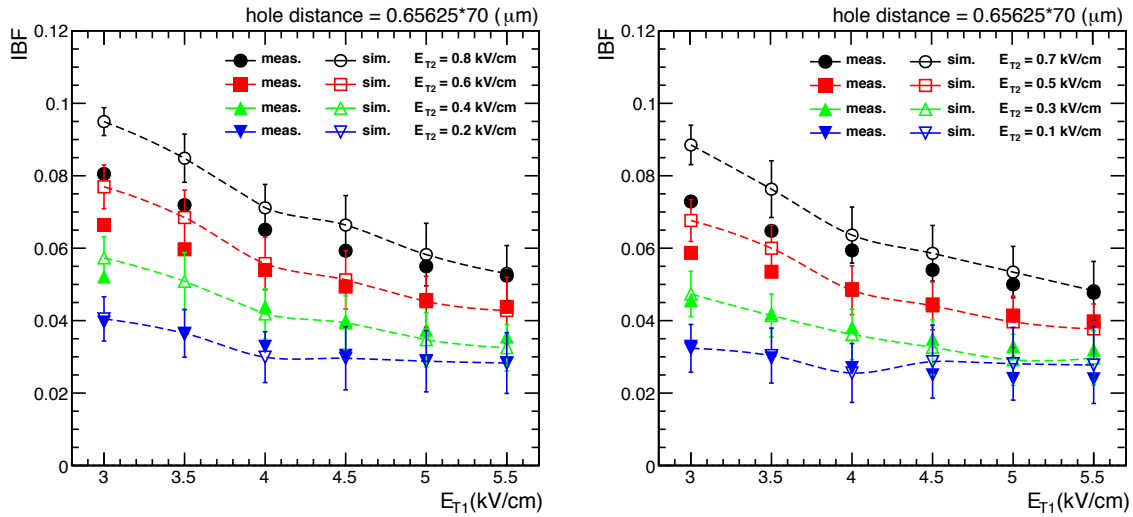 hole distance = 0.65625*70 (μm)
IBF
0.12
0.1
0.08
0.06
0.04
0.02
0
meas. sim. E_T2 = 0.8 kV/cm
meas. sim. E_T2 = 0.6 kV/cm
meas. sim. E_T2 = 0.4 kV/cm
meas. sim. E_T2 = 0.2 kV/cm
3 3.5 4 4.5 5 5.5
E_T1(kV/cm)
hole distance = 0.65625*70 (μm)
IBF
0.12
0.1
0.08
0.06
0.04
0.02
0
meas. sim. E_T2 = 0.7 kV/cm
meas. sim. E_T2 = 0.5 kV/cm
meas. sim. E_T2 = 0.3 kV/cm
meas. sim. E_T2 = 0.1 kV/cm
3 3.5 4 4.5 5 5.5
E_T1(kV/cm)